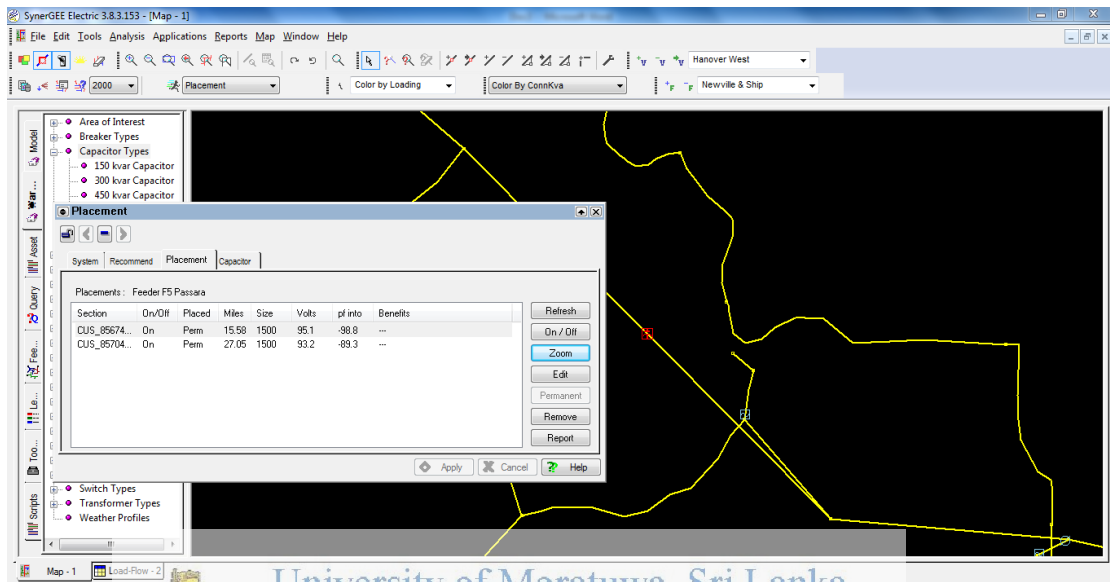 SynerGEE Electric 3.8.3.153 - [Map - 1]
File Edit Tools Analysis Applications Reports Map Window Help
Hanover West
2000 Placement Color by Loading Color By ConnKva Newville & Ship
Model
Asset
Query
Fee...
Le...
Too...
Scripts
Area of Interest
Breaker Types
Capacitor Types
150 kvar Capacitor
300 kvar Capacitor
450 kvar Capacitor
Placement
System Recommend Placement Capacitor
Placements : Feeder F5 Passara
Section On/Off Placed Miles Size Volts pf into Benefits
CUS_85674... On Perm 15.58 1500 95.1 -98.8 ---
CUS_85704... On Perm 27.05 1500 93.2 -89.3 ---
Refresh
On / Off
Zoom
Edit
Permanent
Remove
Report
Apply Cancel Help
Switch Types
Transformer Types
Weather Profiles
Map - 1 Load-Flow - 2
University of Moratuwa, Sri Lanka